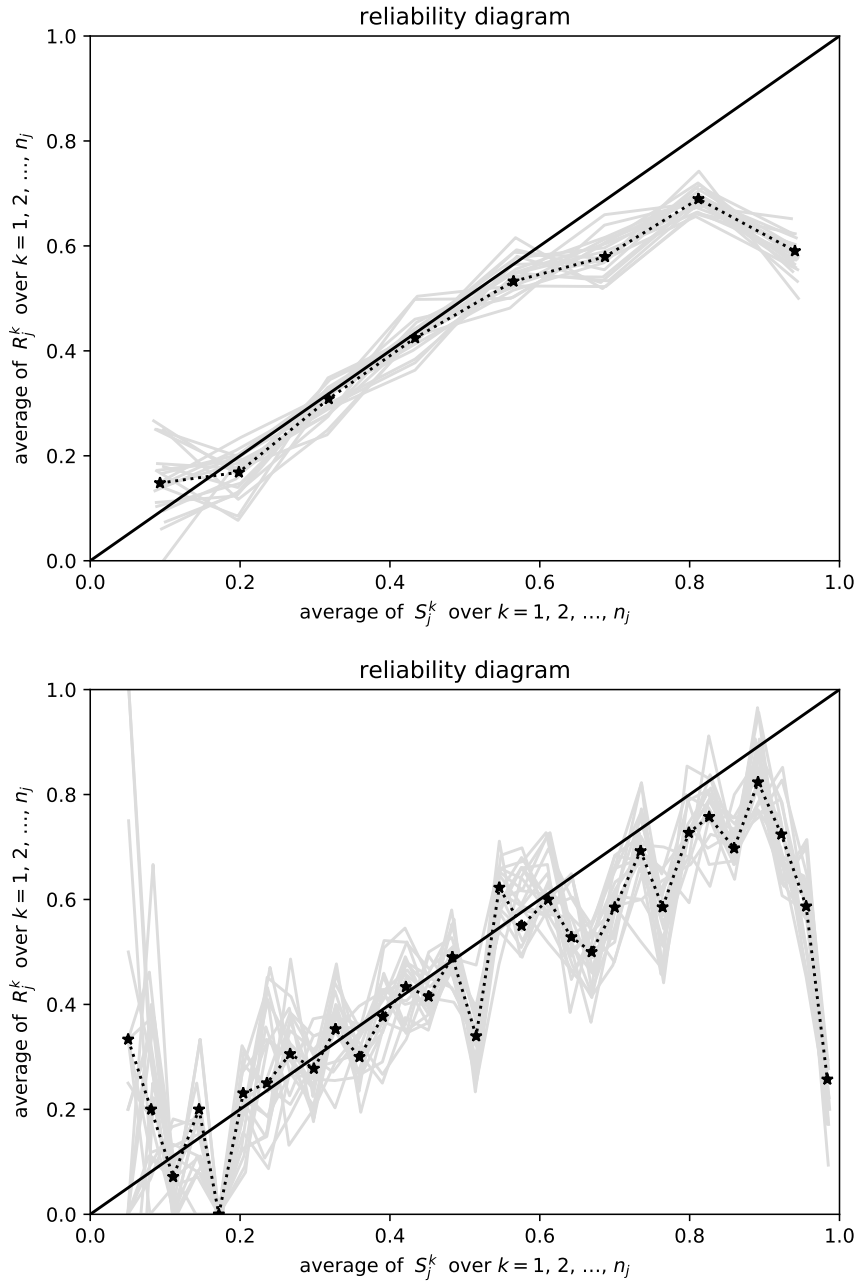 reliability diagram
1.0
0.8
0.6
0.4
0.2
0.0
average of R_j^k over k = 1, 2, ..., n_j
0.0 0.2 0.4 0.6 0.8 1.0
average of S_j^k over k = 1, 2, ..., n_j
reliability diagram
1.0
0.8
0.6
0.4
0.2
0.0
average of R_j^k over k = 1, 2, ..., n_j
0.0 0.2 0.4 0.6 0.8 1.0
average of S_j^k over k = 1, 2, ..., n_j